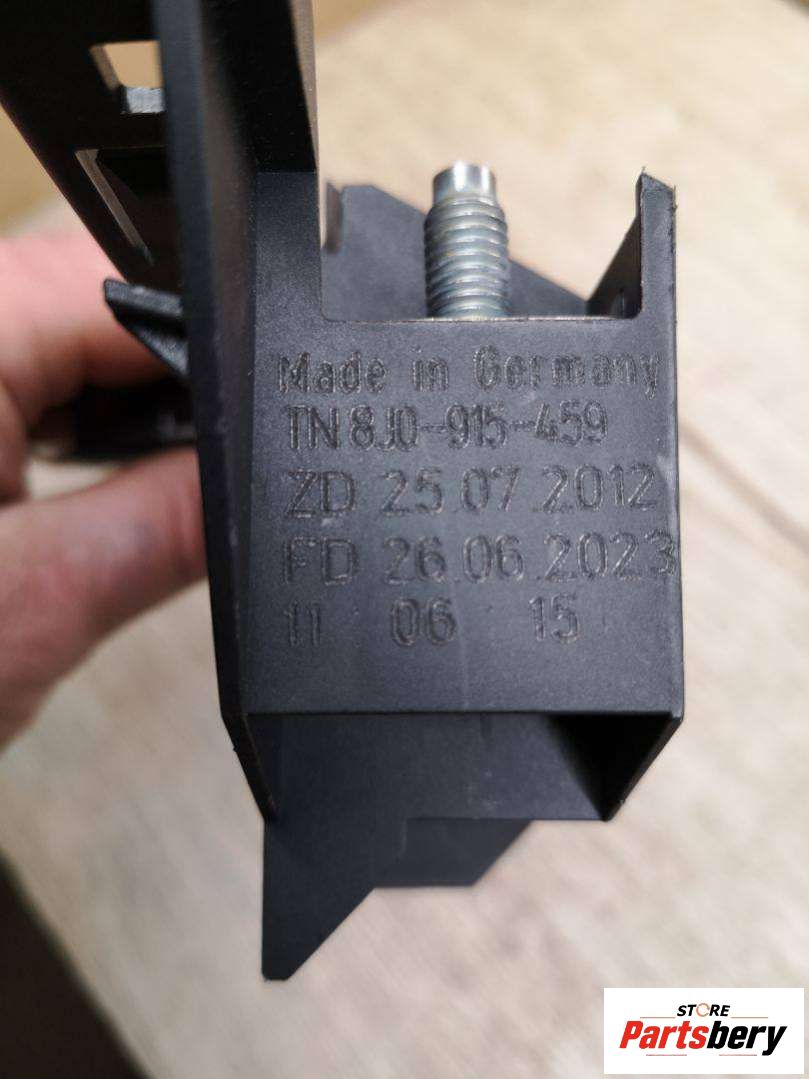 Made in Germany
TN 8J0-915-459
ZD 25.07.2012
FD 26.06.2023
11 06 15
STORE
Partsbery